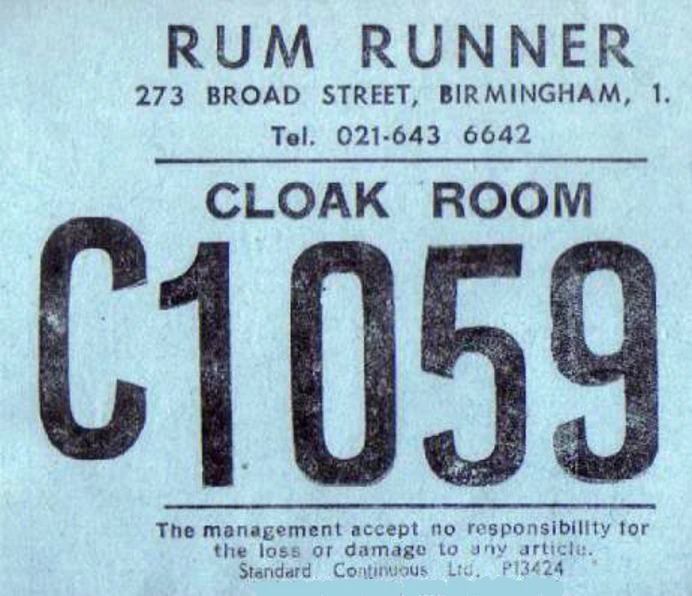 RUM RUNNER
273 BROAD STREET, BIRMINGHAM, 1.
Tel. 021-643 6642
CLOAK ROOM
C1059
The management accept no responsibility for
the loss or damage to any article.
Standard Continuous Ltd. P13424